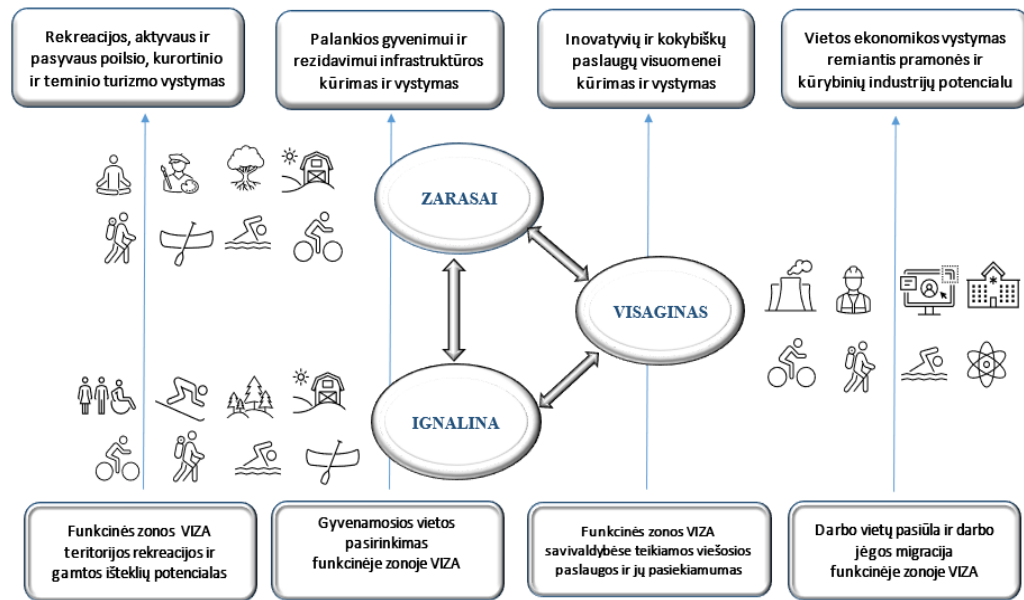 Rekreacijos, aktyvaus ir
pasyvaus poilsio, kurortinio
ir teminio turizmo vystymas
Palankios gyvenimui ir
rezidavimui infrastruktūros
kūrimas ir vystymas
Inovatyvių ir kokybiškų
paslaugų visuomenei
kūrimas ir vystymas
Vietos ekonomikos vystymas
remiantis pramonės ir
kūrybinių industrijų potencialu
ZARASAI
VISAGINAS
IGNALINA
Funkcinės zonos VIZA
teritorijos rekreacijos ir
gamtos išteklių potencialas
Gyvenamosios vietos
pasirinkimas
funkcinėje zonoje VIZA
Funkcinės zonos VIZA
savivaldybėse teikiamos viešosios
paslaugos ir jų pasiekiamumas
Darbo vietų pasiūla ir darbo
jėgos migracija
funkcinėje zonoje VIZA